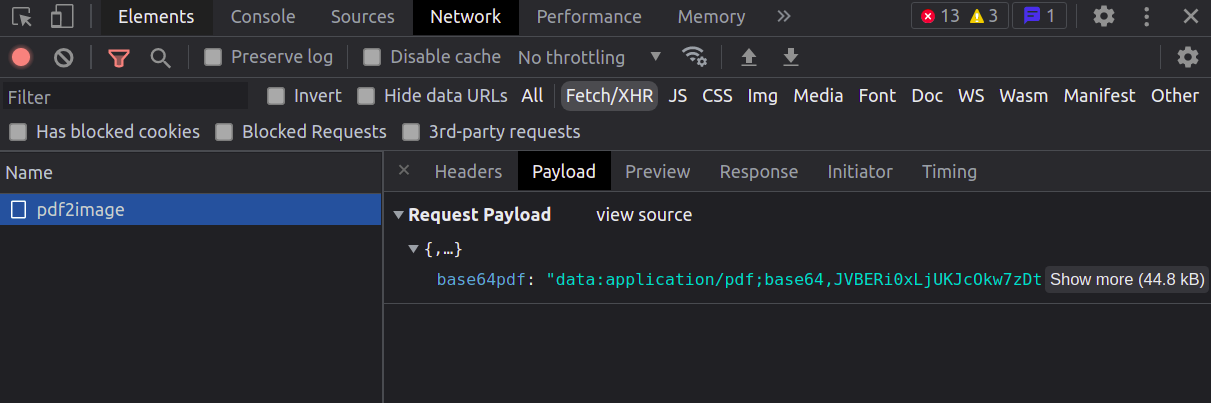 Elements Console Sources Network Performance Memory 13 3 1
Preserve log Disable cache No throttling
Filter Invert Hide data URLs All Fetch/XHR JS CSS Img Media Font Doc WS Wasm Manifest Other
Has blocked cookies Blocked Requests 3rd-party requests
Name Headers Payload Preview Response Initiator Timing
pdf2image
Request Payload view source
{,…}
base64pdf: "data:application/pdf;base64,JVBERi0xLjUKJcOkw7zDt Show more (44.8 kB)